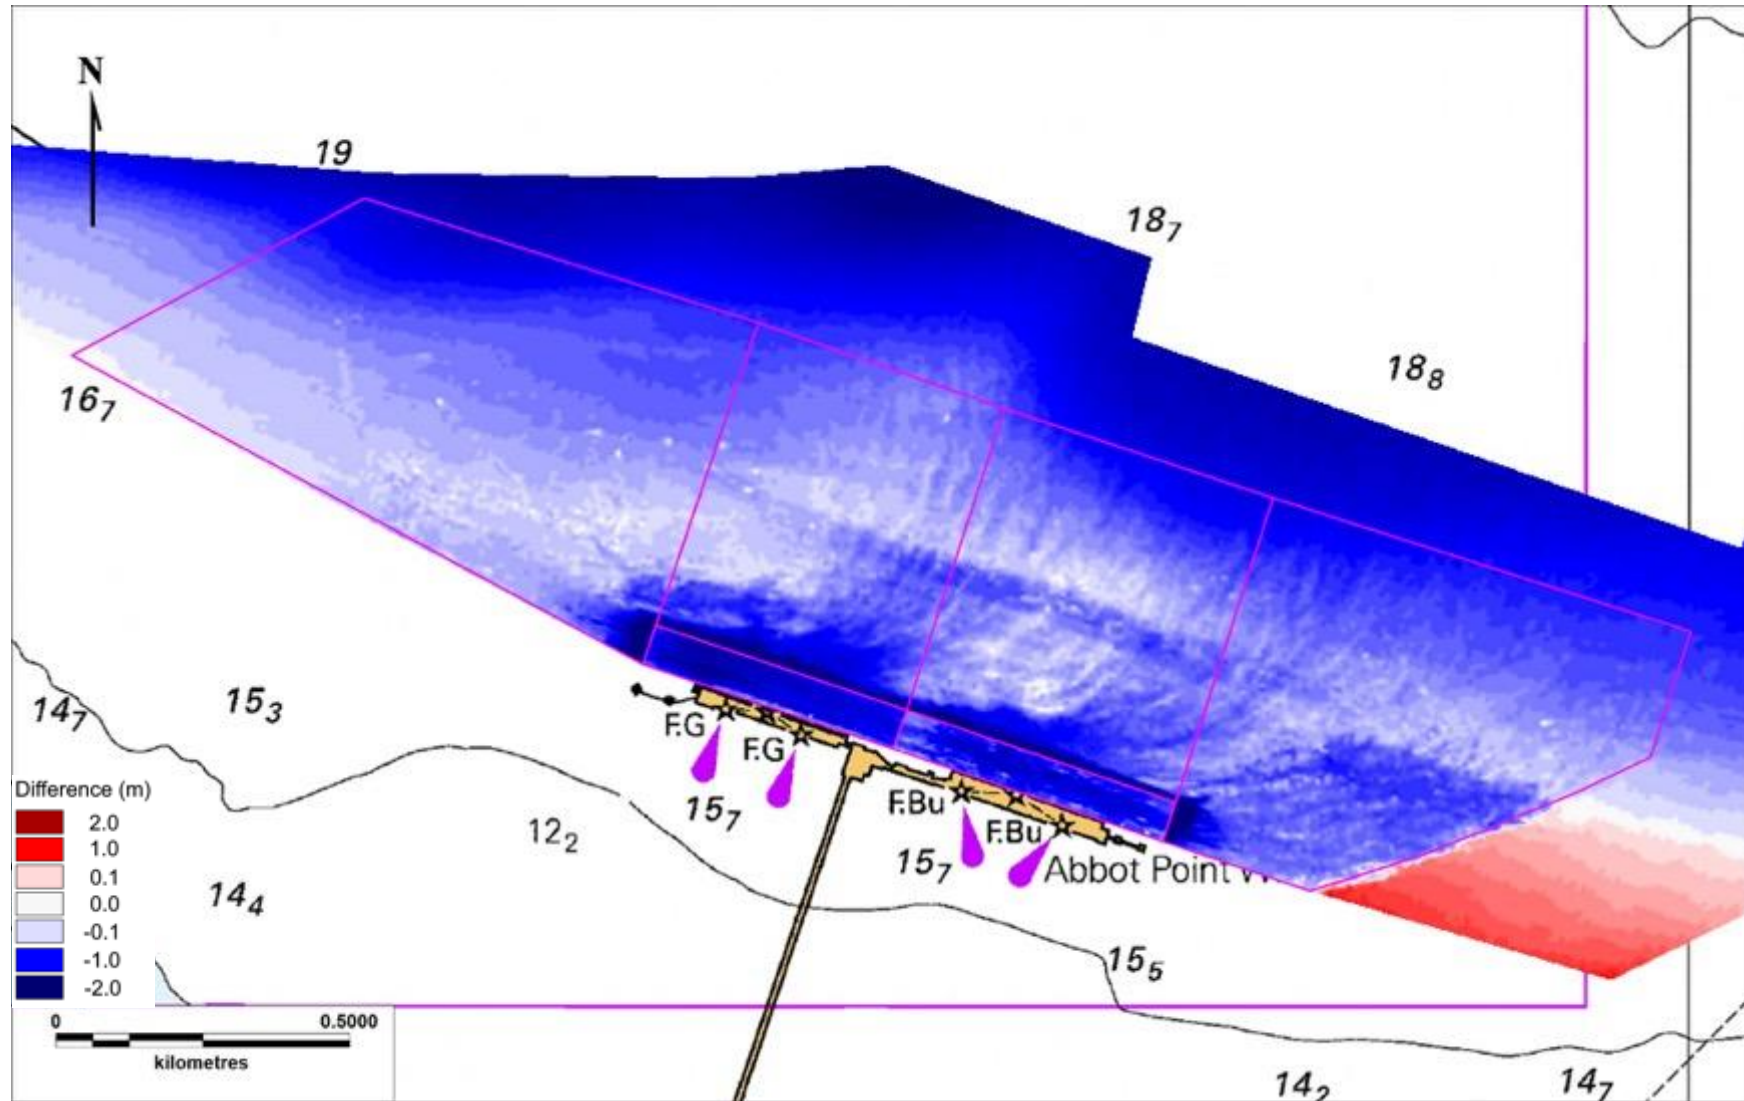 N
19
18₇
18₈
16₇
14₇
15₃
F.G
F.G
15₇
12₂
F.Bu
F.Bu
15₇
Abbot Point
14₄
15₅
14₂
14₇
Difference (m)
2.0
1.0
0.1
0.0
-0.1
-1.0
-2.0
0 0.5000
kilometres